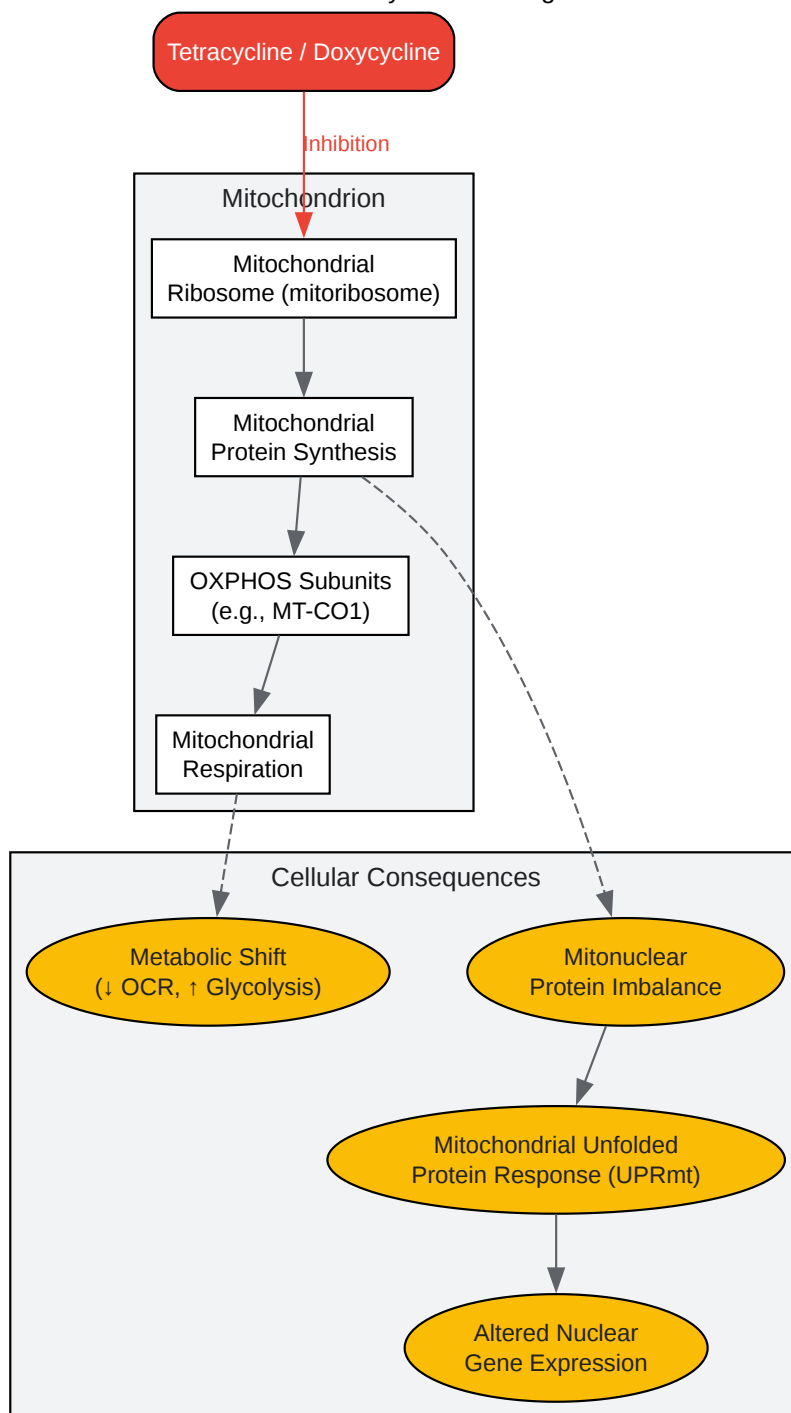 Tetracycline / Doxycycline
Inhibition
Mitochondrion
Mitochondrial
Ribosome (mitoribosome)
Mitochondrial
Protein Synthesis
OXPHOS Subunits
(e.g., MT-CO1)
Mitochondrial
Respiration
Cellular Consequences
Metabolic Shift
(↓ OCR, ↑ Glycolysis)
Mitonuclear
Protein Imbalance
Mitochondrial Unfolded
Protein Response (UPRmt)
Altered Nuclear
Gene Expression